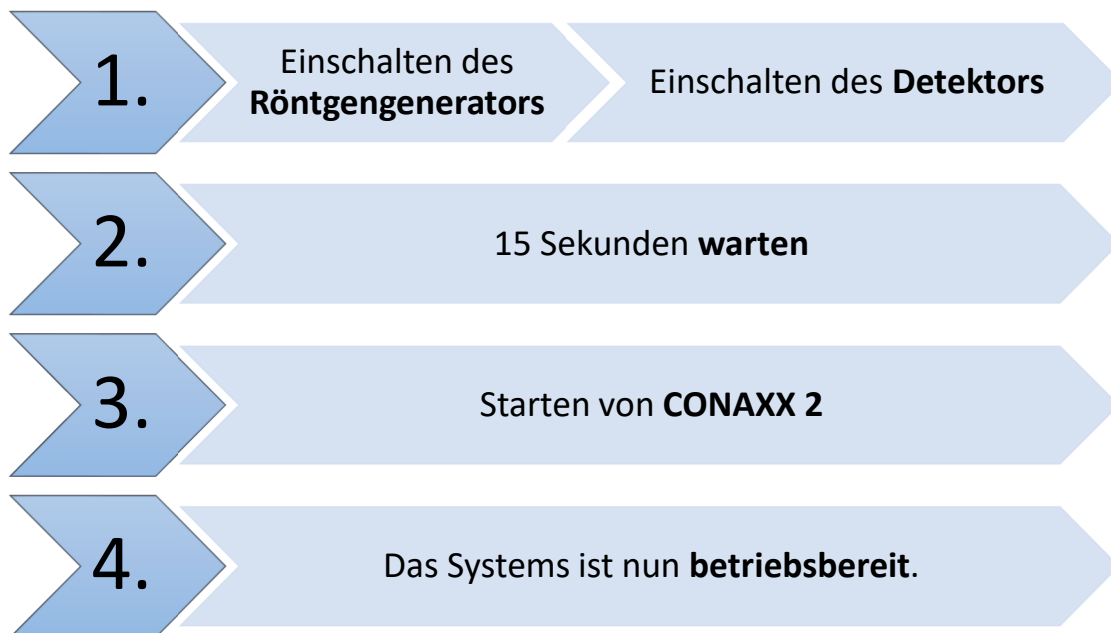 1.
Einschalten des
Röntgengenerators
Einschalten des Detektors
2.
15 Sekunden warten
3.
Starten von CONAXX 2
4.
Das Systems ist nun betriebsbereit.